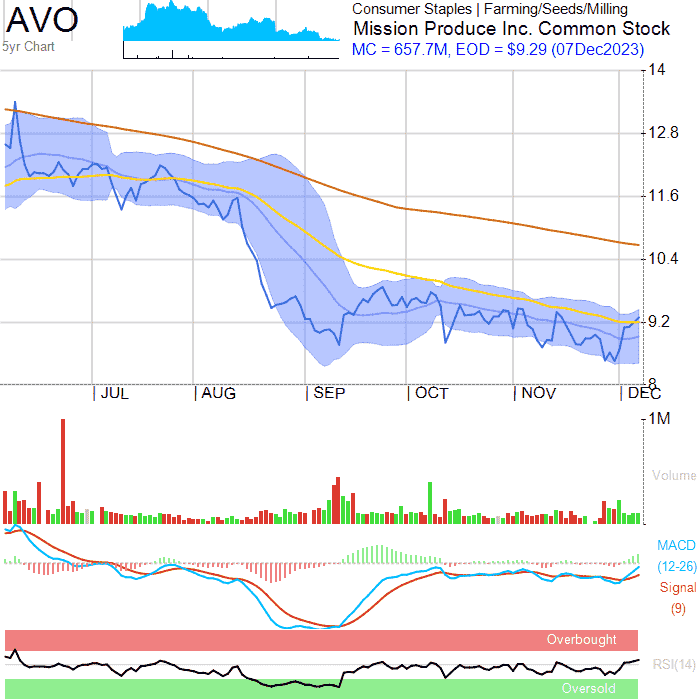 AVO
5yr Chart
Consumer Staples | Farming/Seeds/Milling
Mission Produce Inc. Common Stock
MC = 657.7M, EOD = $9.29 (07Dec2023)
14
12.8
11.6
10.4
9.2
8
JUL AUG SEP OCT NOV DEC
1M
Volume
MACD
(12-26)
Signal
(9)
Overbought
RSI(14)
Oversold